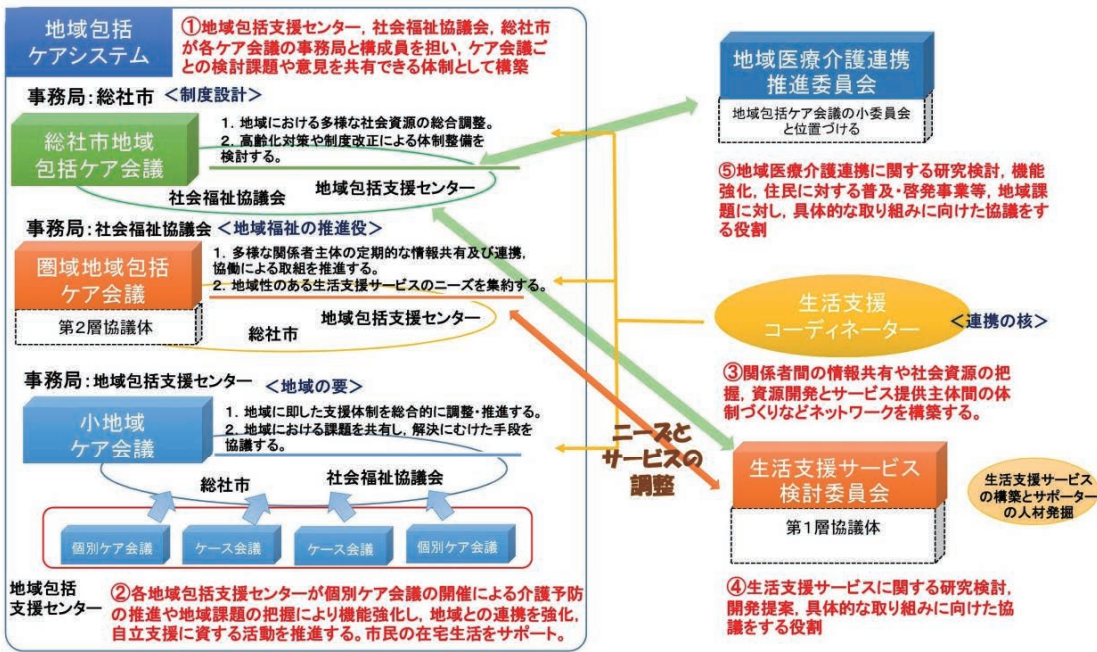 地域包括
ケアシステム
①地域包括支援センター，社会福祉協議会，総社市
が各ケア会議の事務局と構成員を担い，ケア会議ご
との検討課題や意見を共有できる体制として構築
事務局：総社市
＜制度設計＞
総社市地域
包括ケア会議
1．地域における多様な社会資源の総合調整。
2．高齢化対策や制度改正による体制整備を
検討する。
社会福祉協議会
地域包括支援センター
事務局：社会福祉協議会
＜地域福祉の推進役＞
圏域地域包括
ケア会議
第2層協議体
1．多様な関係者主体の定期的な情報共有及び連携，
協働による取組を推進する。
2．地域性のある生活支援サービスのニーズを集約する。
総社市
地域包括支援センター
事務局：地域包括支援センター
＜地域の要＞
小地域
ケア会議
1．地域に即した支援体制を総合的に調整・推進する。
2．地域における課題を共有し，解決にむけた手段を
協議する。
総社市
社会福祉協議会
個別ケア会議
ケース会議
ケース会議
個別ケア会議
地域包括
支援センター
②各地域包括支援センターが個別ケア会議の開催による介護予防
の推進や地域課題の把握により機能強化し，地域との連携を強化，
自立支援に資する活動を推進する。市民の在宅生活をサポート。
地域医療介護連携
推進委員会
地域包括ケア会議の小委員会
と位置づける
⑤地域医療介護連携に関する研究検討，機能
強化，住民に対する普及・啓発事業等，地域課
題に対し，具体的な取り組みに向けた協議をす
る役割
生活支援
コーディネーター
＜連携の核＞
③関係者間の情報共有や社会資源の把
握，資源開発とサービス提供主体間の
体制づくりなどネットワークを構築する。
ニーズと
サービスの
調整
生活支援サービス
検討委員会
第1層協議体
生活支援サービス
の構築とサポーター
の人材発掘
④生活支援サービスに関する研究検討，
開発提案，具体的な取り組みに向けた協
議をする役割